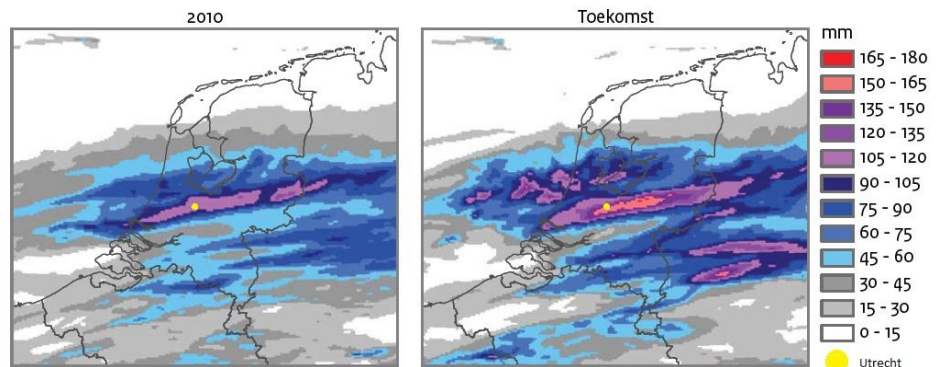 2010
Toekomst
mm
165 - 180
150 - 165
135 - 150
120 - 135
105 - 120
90 - 105
75 - 90
60 - 75
45 - 60
30 - 45
15 - 30
0 - 15
Utrecht